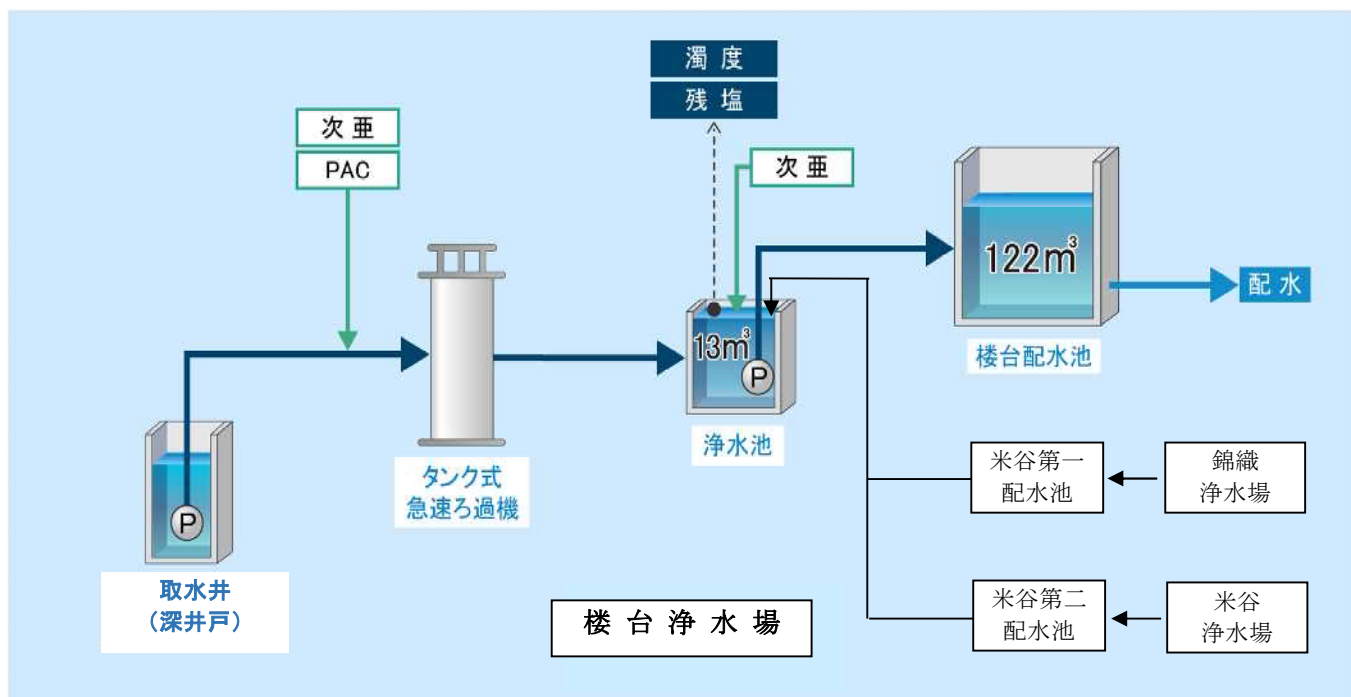 濁度
残塩
次亜
PAC
次亜
122m³
配水
楼台配水池
13m³
P
浄水池
タンク式
急速ろ過機
P
取水井
（深井戸）
米谷第一
配水池
錦織
浄水場
米谷第二
配水池
米谷
浄水場
楼台浄水場